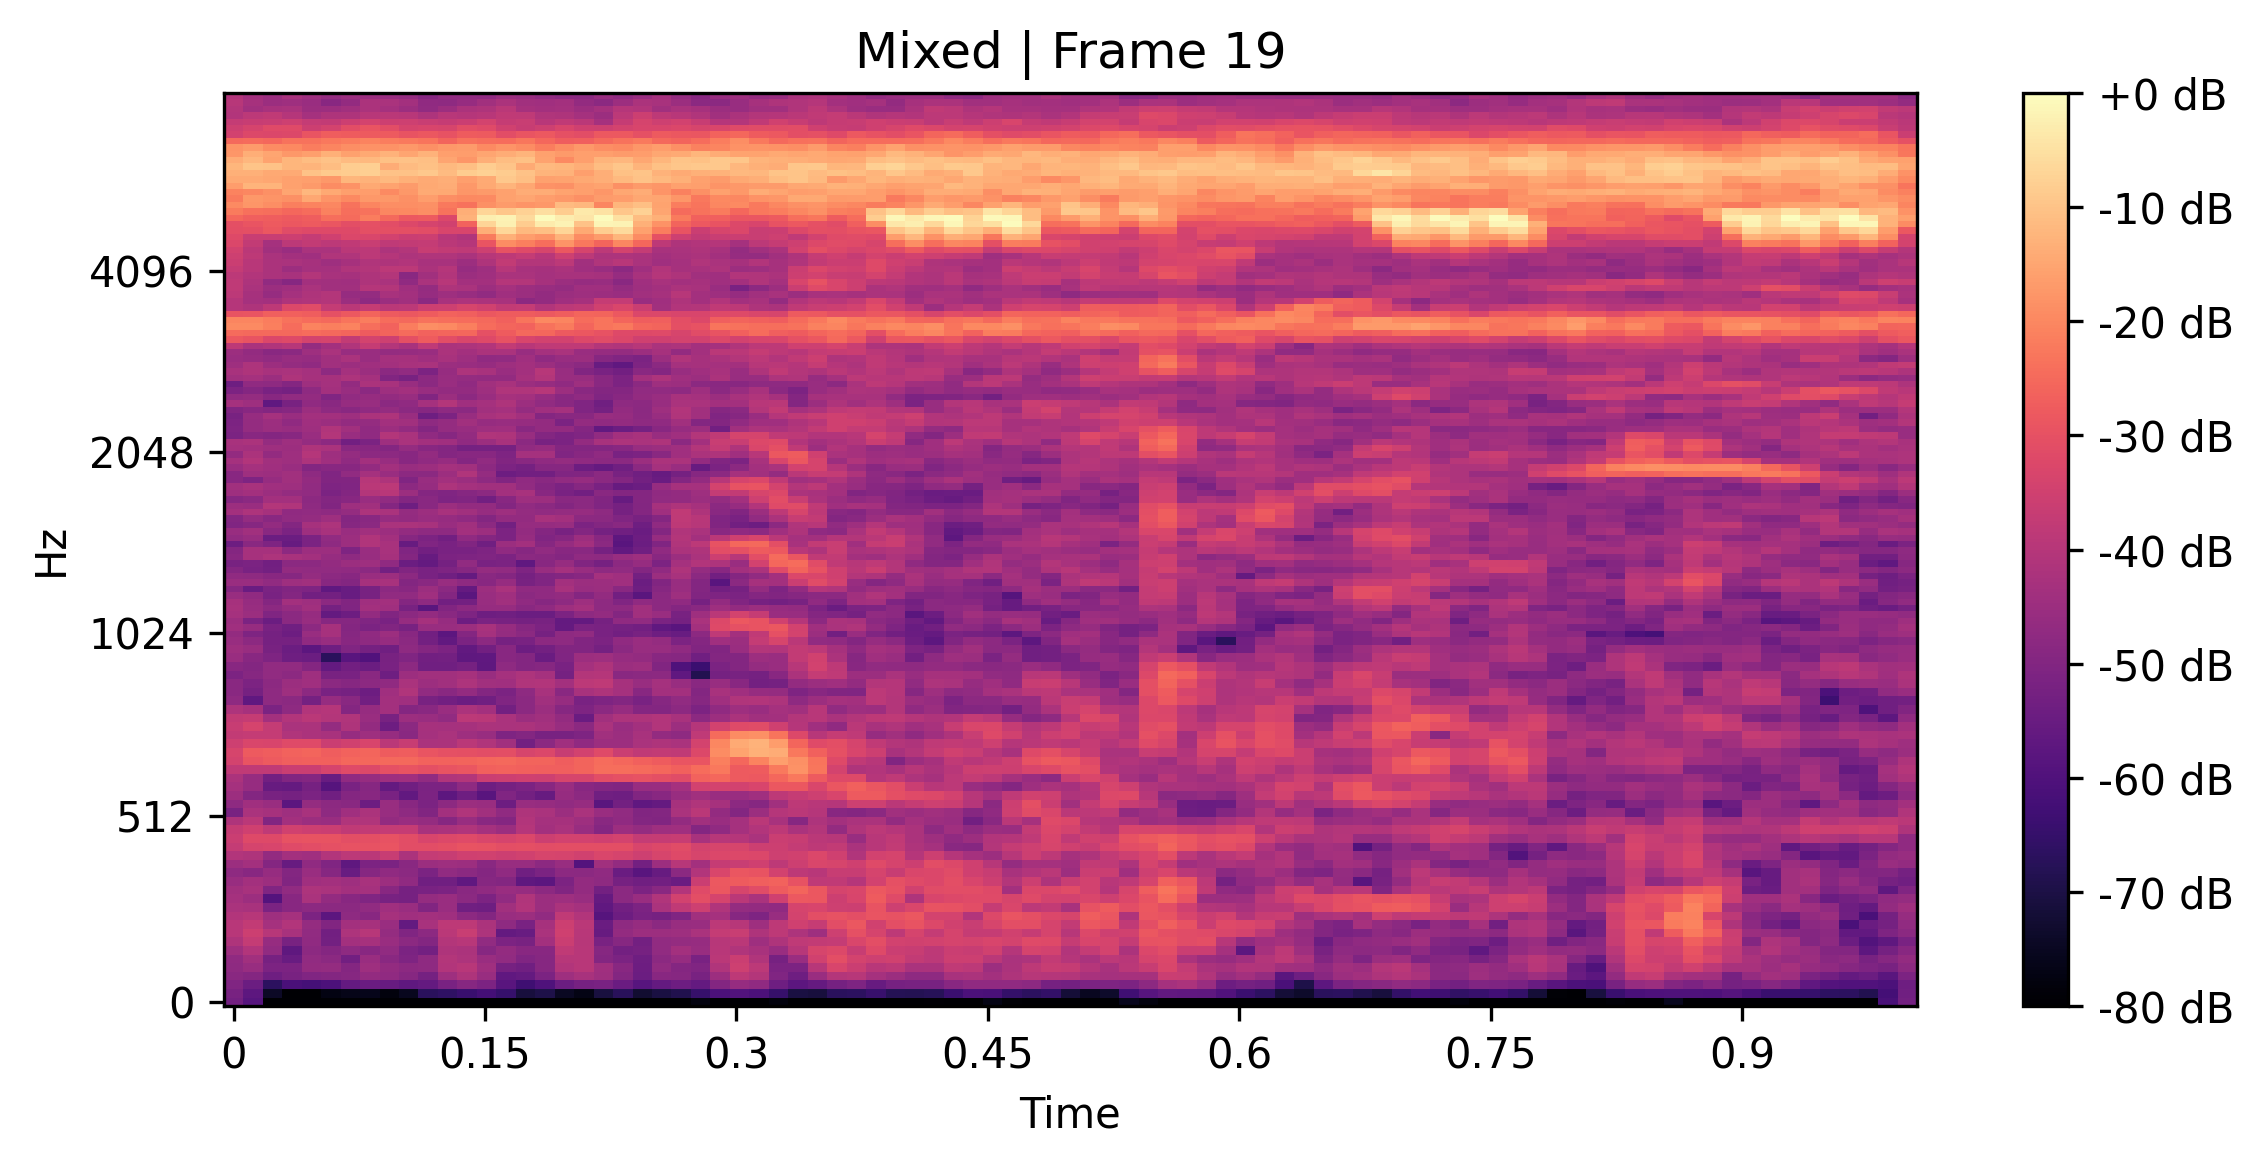 Mixed | Frame 19
+0 dB
-10 dB
-20 dB
-30 dB
-40 dB
-50 dB
-60 dB
-70 dB
-80 dB
Hz
4096
2048
1024
512
0
0 0.15 0.3 0.45 0.6 0.75 0.9
Time